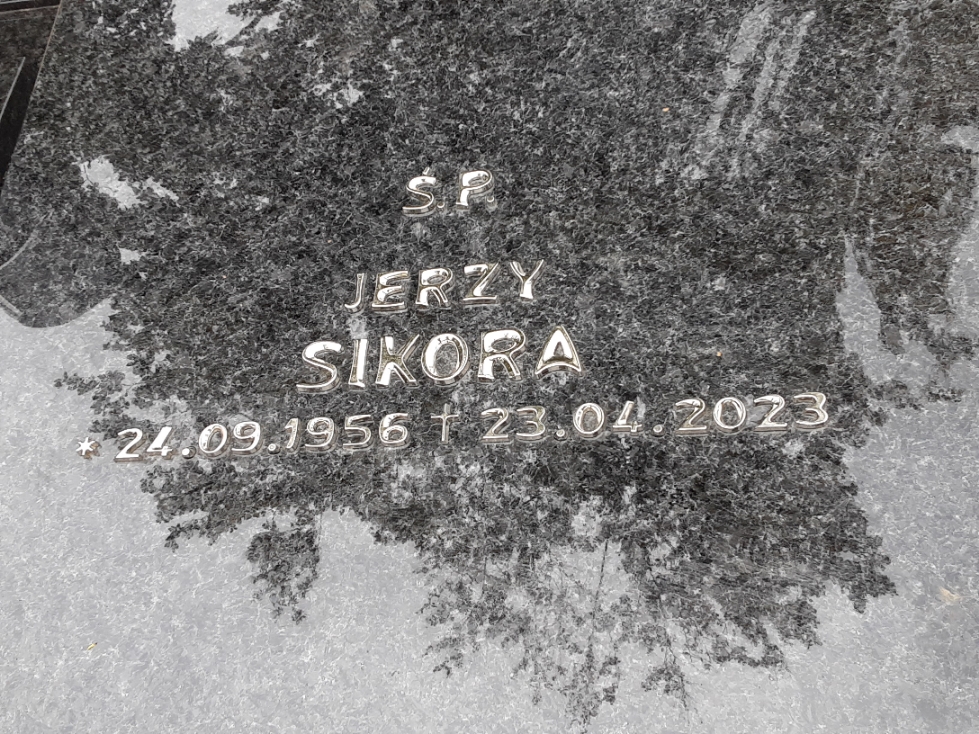 Ś.P.
JERZY
SIKORA
* 24.09.1956 † 23.04.2023